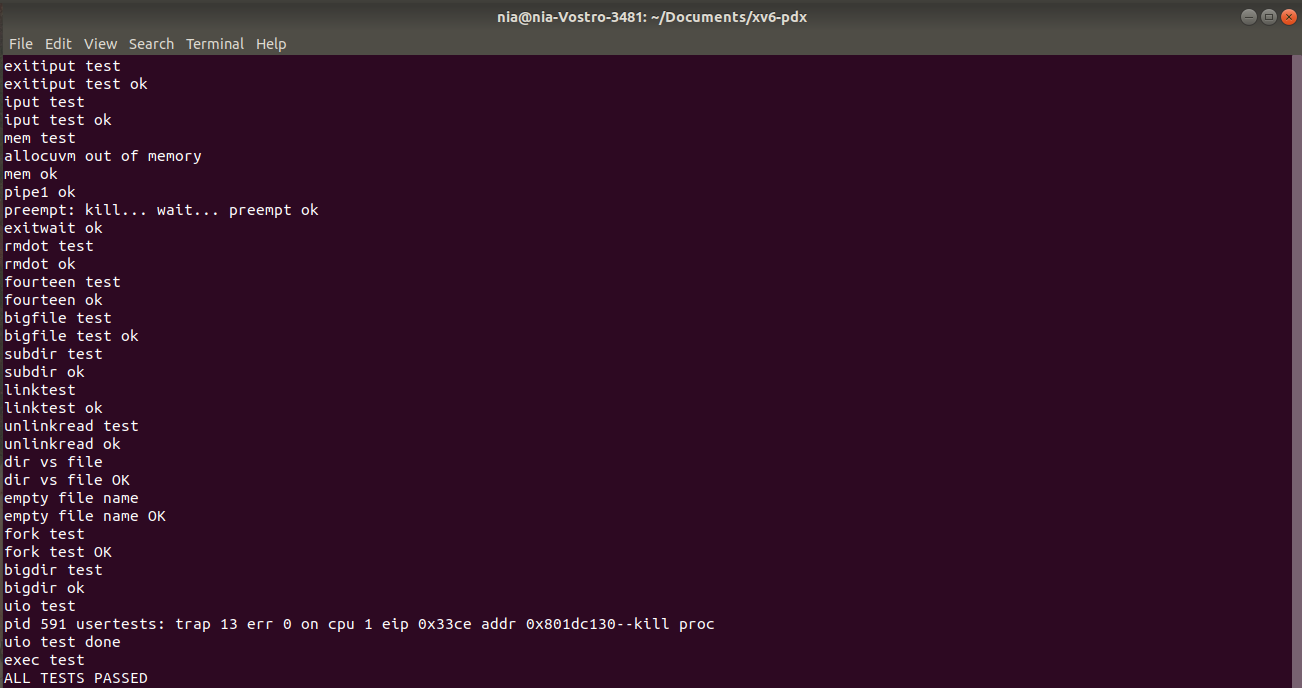 nia@nia-Vostro-3481: ~/Documents/xv6-pdx
File Edit View Search Terminal Help
exitiput test
exitiput test ok
iput test
iput test ok
mem test
allocuvm out of memory
mem ok
pipe1 ok
preempt: kill... wait... preempt ok
exitwait ok
rmdot test
rmdot ok
fourteen test
fourteen ok
bigfile test
bigfile test ok
subdir test
subdir ok
linktest
linktest ok
unlinkread test
unlinkread ok
dir vs file
dir vs file OK
empty file name
empty file name OK
fork test
fork test OK
bigdir test
bigdir ok
uio test
pid 591 usertests: trap 13 err 0 on cpu 1 eip 0x33ce addr 0x801dc130--kill proc
uio test done
exec test
ALL TESTS PASSED